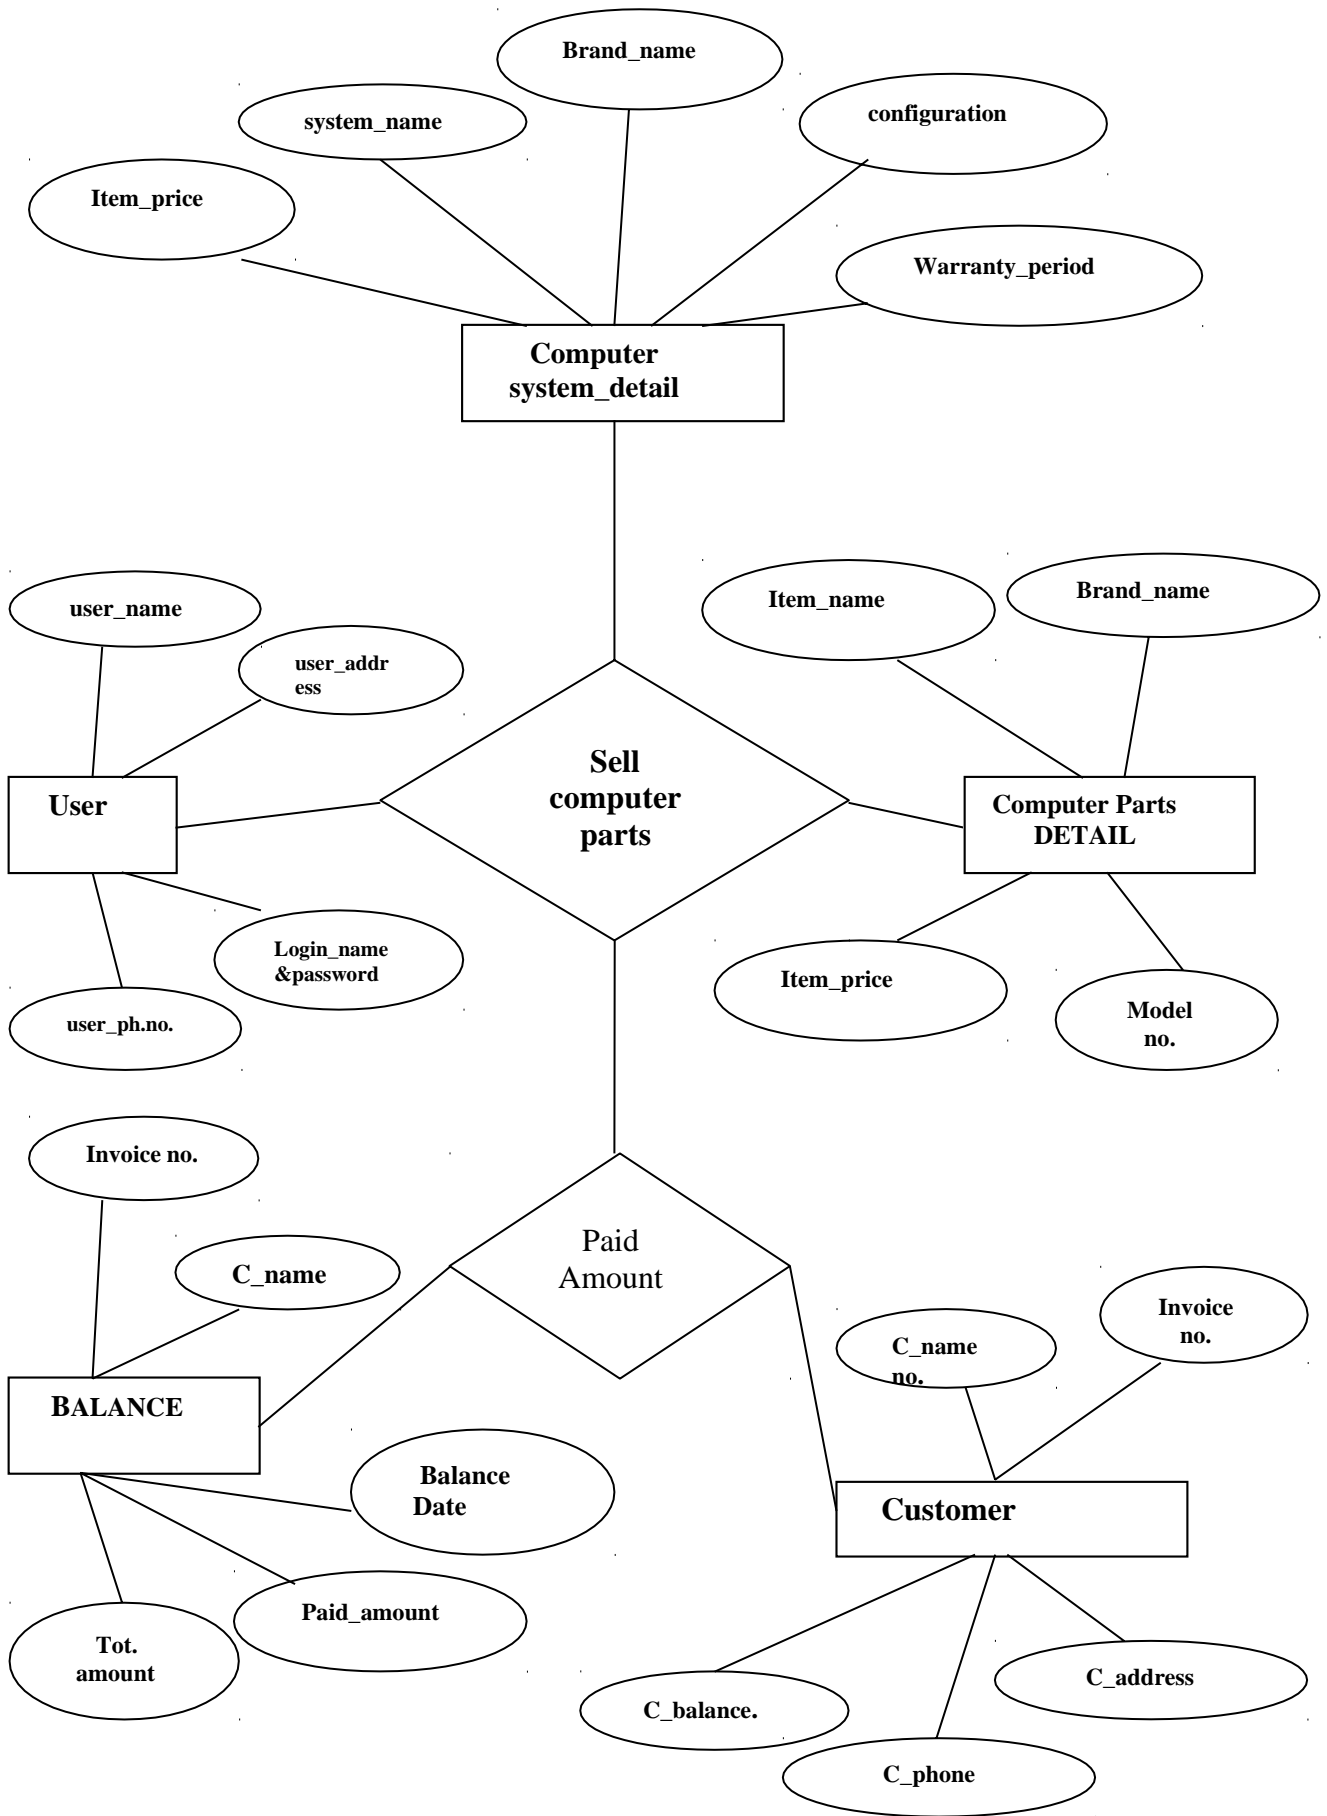 Brand_name
system_name
configuration
Item_price
Warranty_period
Computer
system_detail
user_name
user_addr
ess
Item_name
Brand_name
User
Sell
computer
parts
Computer Parts
DETAIL
Login_name
&password
user_ph.no.
Item_price
Model
no.
Invoice no.
C_name
Paid
Amount
Invoice
no.
C_name
no.
BALANCE
Balance
Date
Customer
Paid_amount
Tot.
amount
C_address
C_balance.
C_phone